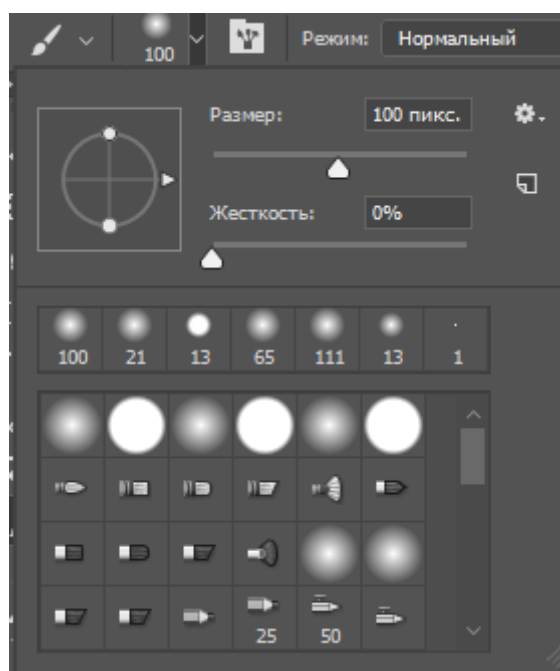 100 Режим: Нормальный
Размер: 100 пикс.
Жесткость: 0%
100 21 13 65 111 13 1
25 50